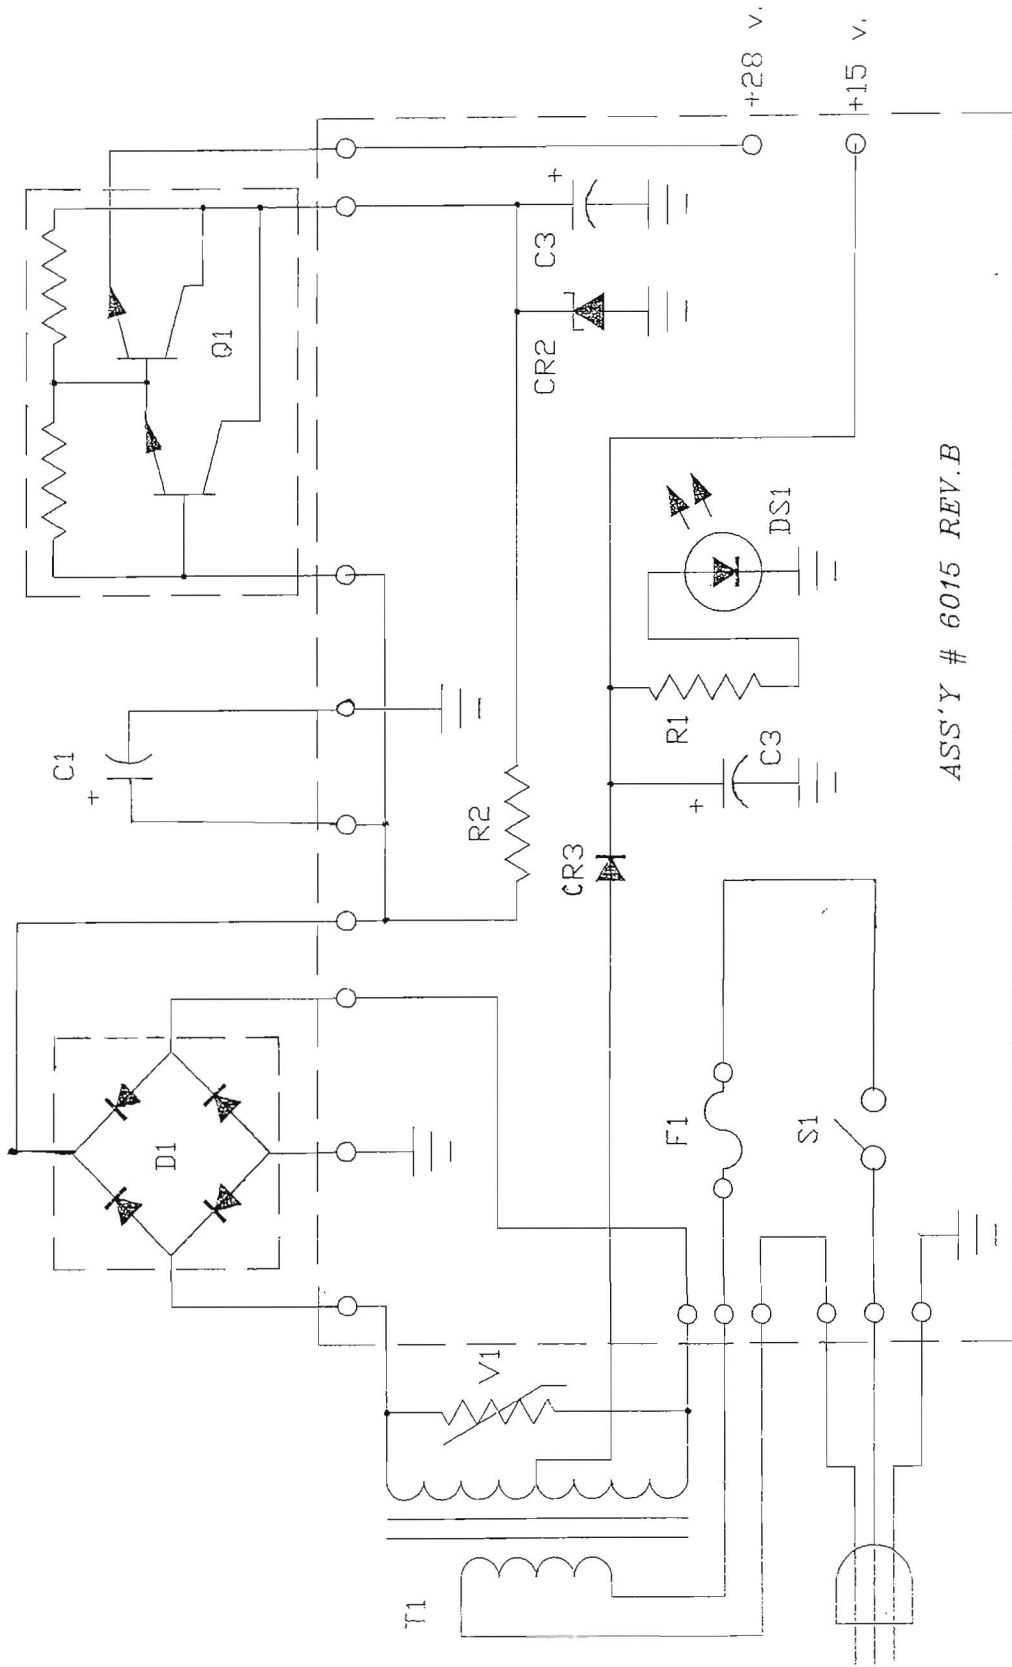 +28 v.
+15 v.
Q1
C3
+
CR2
DS1
C1
+
R2
R1
C3
+
CR3
D1
F1
S1
V1
T1
ASS'Y # 6015 REV.B